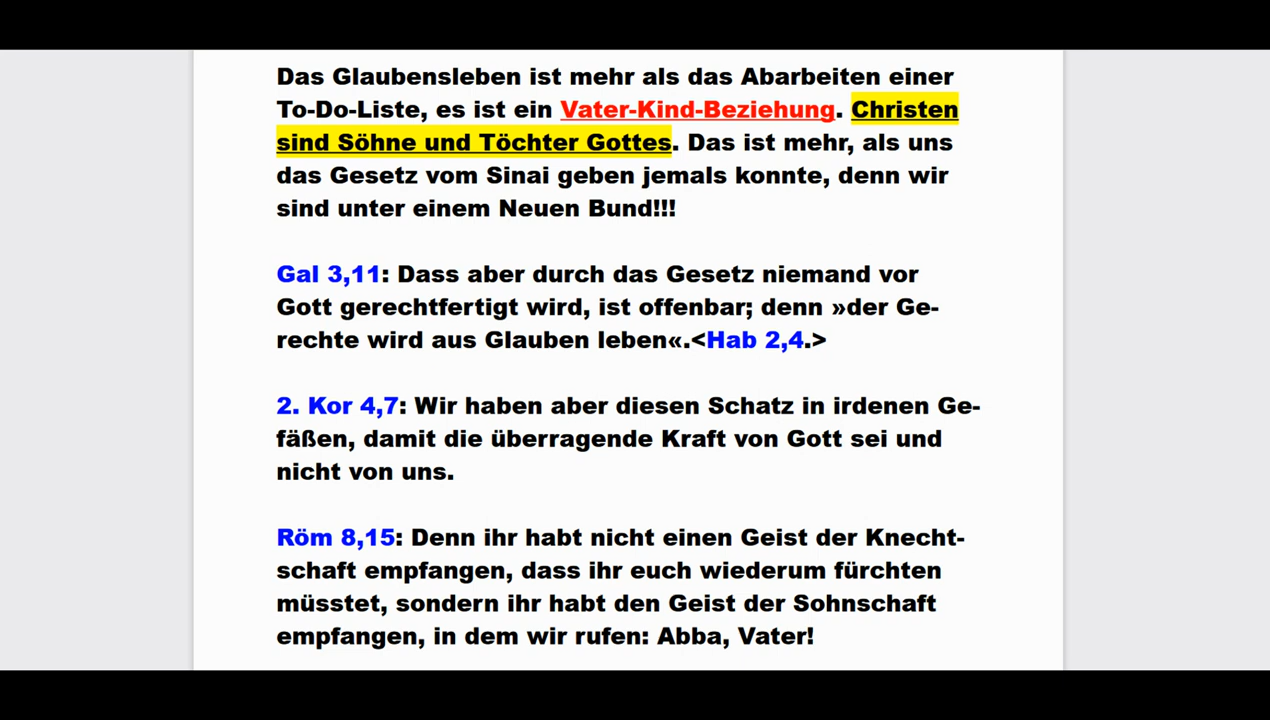 Das Glaubensleben ist mehr als das Abarbeiten einer
To-Do-Liste, es ist ein Vater-Kind-Beziehung. Christen
sind Söhne und Töchter Gottes. Das ist mehr, als uns
das Gesetz vom Sinai geben jemals konnte, denn wir
sind unter einem Neuen Bund!!!
Gal 3,11: Dass aber durch das Gesetz niemand vor
Gott gerechtfertigt wird, ist offenbar; denn »der Ge-
rechte wird aus Glauben leben«.<Hab 2,4.>
2. Kor 4,7: Wir haben aber diesen Schatz in irdenen Ge-
fäßen, damit die überragende Kraft von Gott sei und
nicht von uns.
Röm 8,15: Denn ihr habt nicht einen Geist der Knecht-
schaft empfangen, dass ihr euch wiederum fürchten
müsstet, sondern ihr habt den Geist der Sohnschaft
empfangen, in dem wir rufen: Abba, Vater!